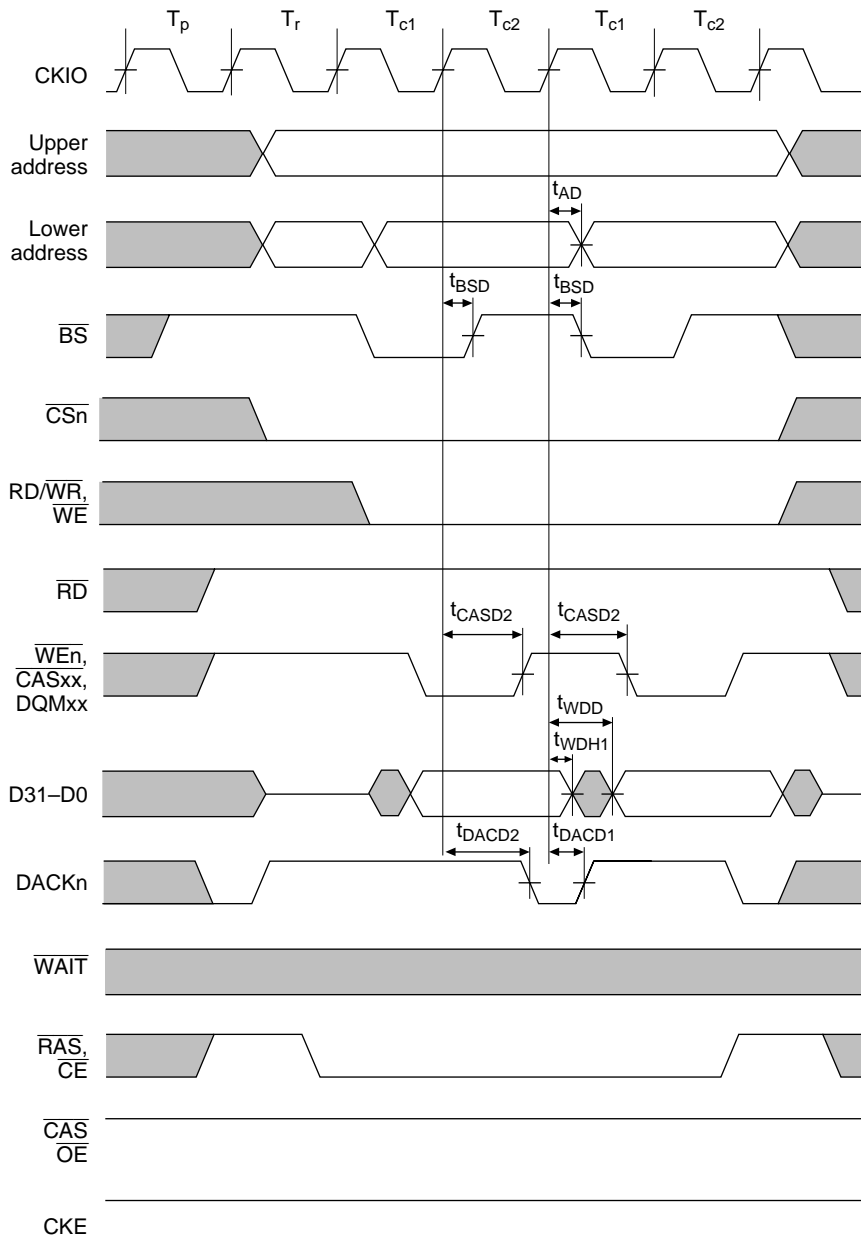 Tp Tr Tc1 Tc2 Tc1 Tc2
CKIO
Upper
address
tAD
Lower
address
tBSD tBSD
BS
CSn
RD/WR,
WE
RD
tCASD2 tCASD2
WEn,
CASxx,
DQMxx
tWDD
tWDH1
D31–D0
tDACD2 tDACD1
DACKn
WAIT
RAS,
CE
CAS
OE
CKE